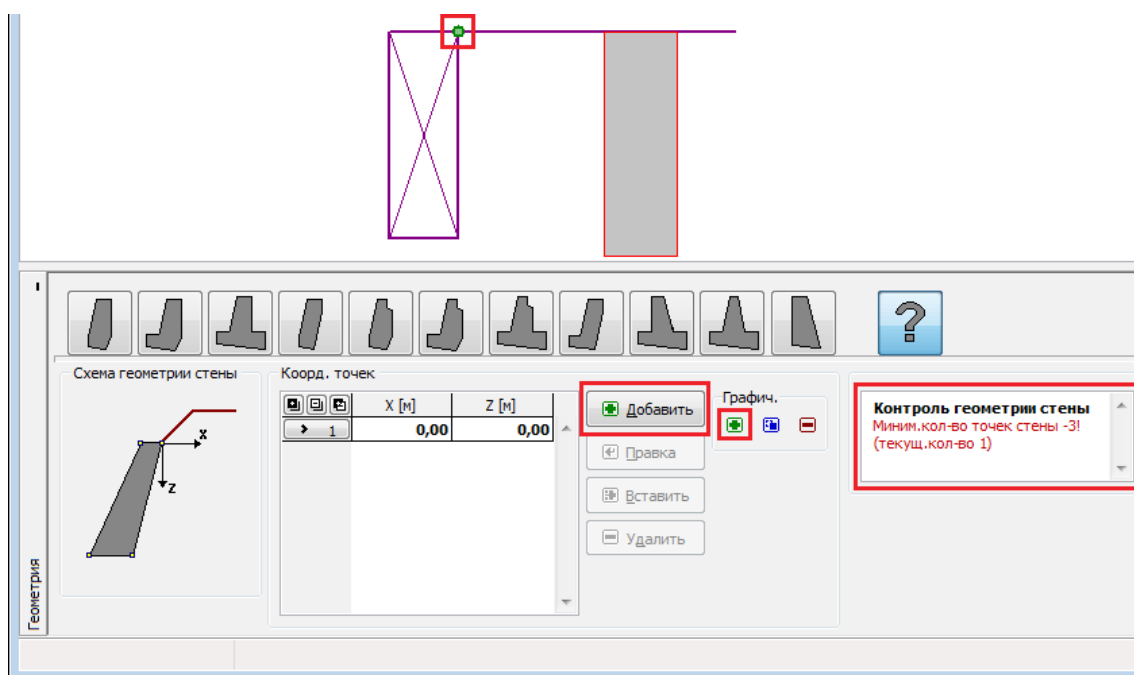 Схема геометрии стены
x
z
Коорд. точек
X [м] Z [м]
1 0,00 0,00
Добавить
Правка
Вставить
Удалить
Графич.
Контроль геометрии стены
Миним.кол-во точек стены -3!
(текущ.кол-во 1)
Геометрия